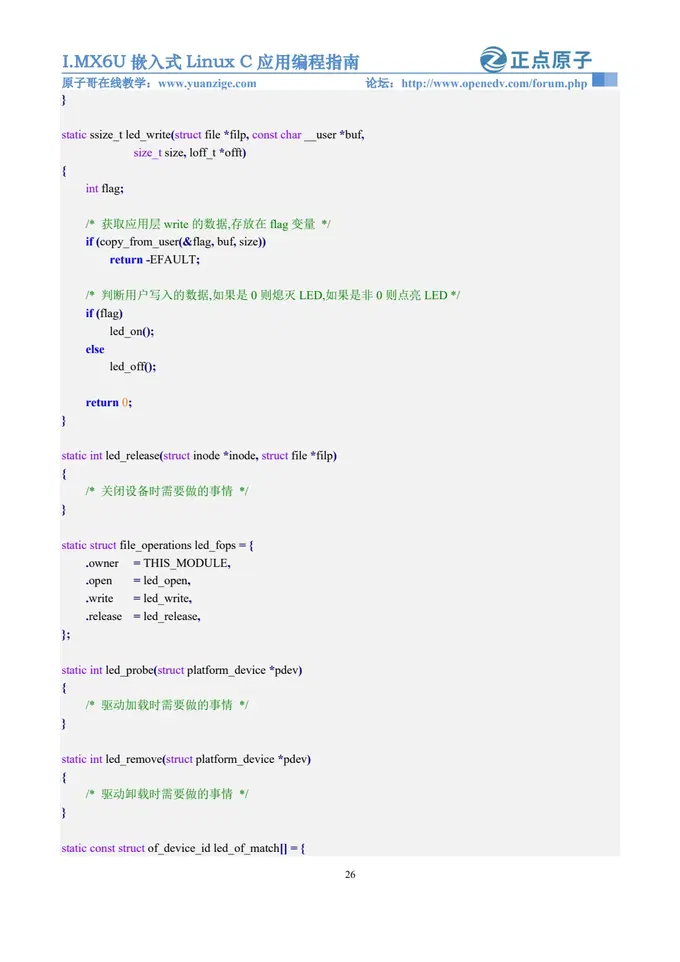 I.MX6U 嵌入式 Linux C 应用编程指南
正点原子
原子哥在线教学：www.yuanzige.com 论坛：http://www.openedv.com/forum.php
}
static ssize_t led_write(struct file *filp, const char __user *buf,
size_t size, loff_t *offt)
{
int flag;
/* 获取应用层 write 的数据,存放在 flag 变量 */
if (copy_from_user(&flag, buf, size))
return -EFAULT;
/* 判断用户写入的数据,如果是 0 则熄灭 LED,如果是非 0 则点亮 LED */
if (flag)
led_on();
else
led_off();
return 0;
}
static int led_release(struct inode *inode, struct file *filp)
{
/* 关闭设备时需要做的事情 */
}
static struct file_operations led_fops = {
.owner = THIS_MODULE,
.open = led_open,
.write = led_write,
.release = led_release,
};
static int led_probe(struct platform_device *pdev)
{
/* 驱动加载时需要做的事情 */
}
static int led_remove(struct platform_device *pdev)
{
/* 驱动卸载时需要做的事情 */
}
static const struct of_device_id led_of_match[] = {
26